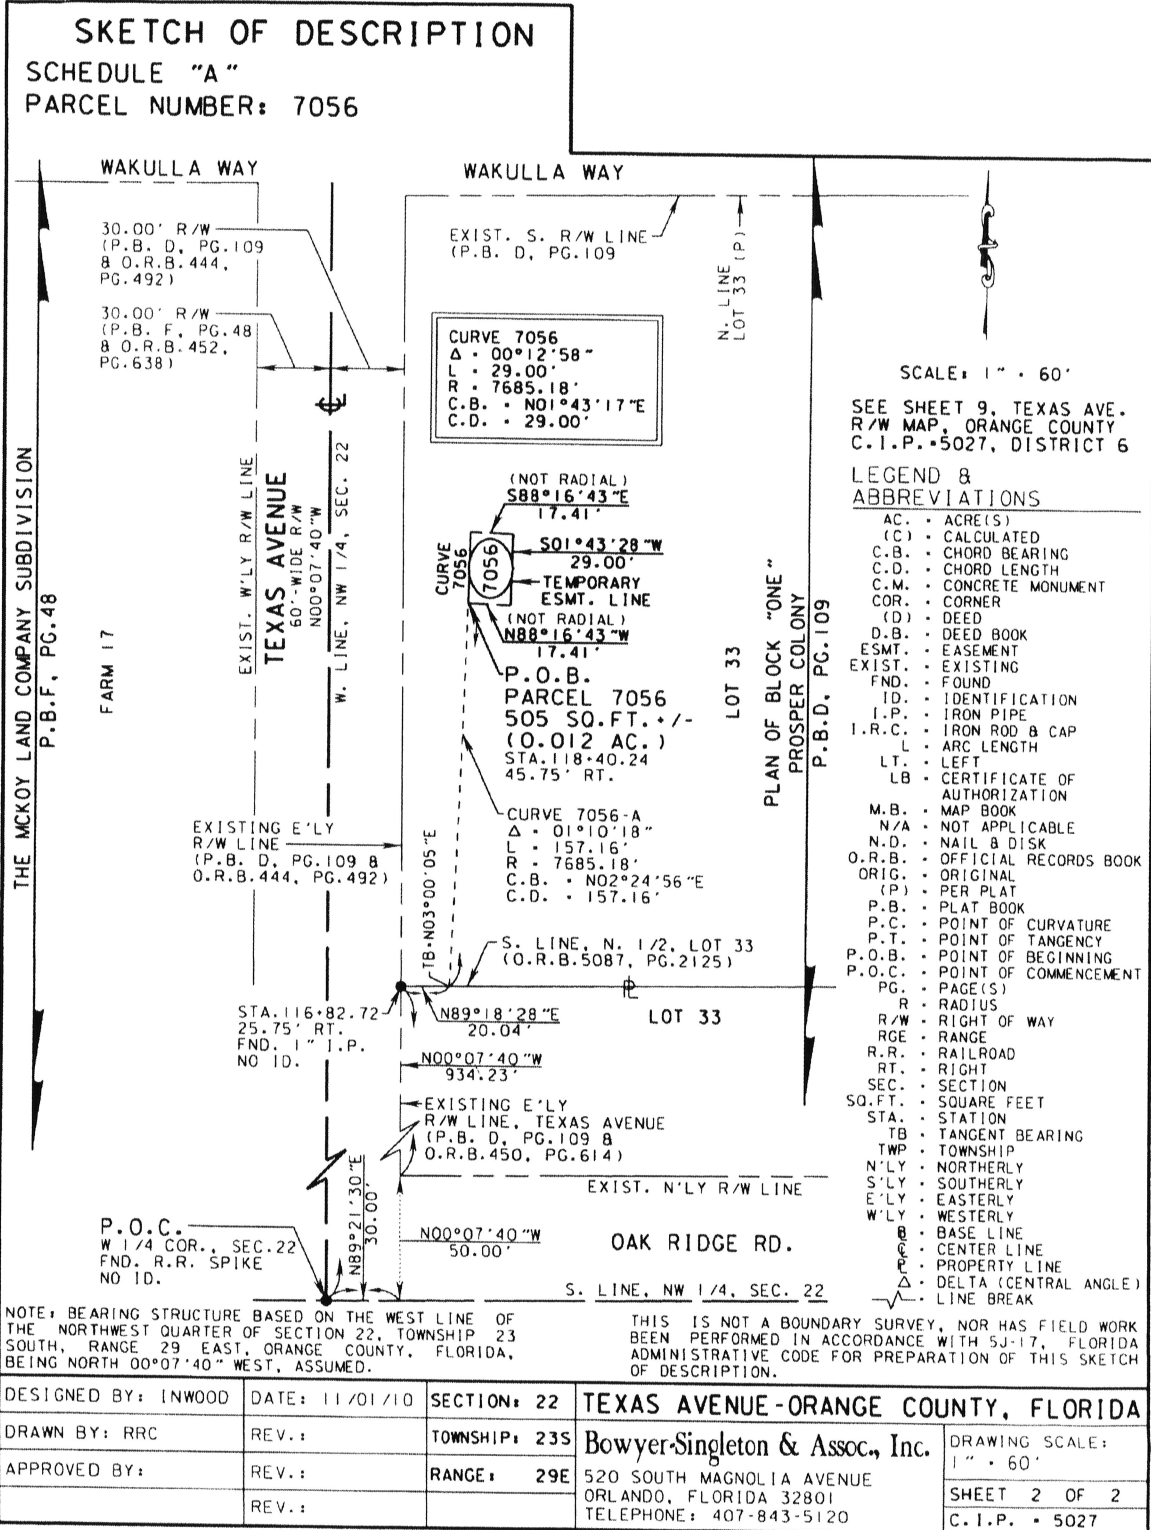 SKETCH OF DESCRIPTION
SCHEDULE "A"
PARCEL NUMBER: 7056
WAKULLA WAY
WAKULLA WAY
30.00' R/W
(P.B. D, PG.109
& O.R.B.444,
PG.492)
30.00' R/W
(P.B. F, PG.48
& O.R.B.452,
PG.638)
EXIST. S. R/W LINE
(P.B. D, PG.109
N. LINE
LOT 33 (P)
CURVE 7056
Δ = 00°12'58"
L = 29.00'
R = 7685.18'
C.B. = N01°43'17"E
C.D. = 29.00'
SCALE: 1" = 60'
SEE SHEET 9, TEXAS AVE.
R/W MAP, ORANGE COUNTY
C.I.P.=5027, DISTRICT 6
THE MCKOY LAND COMPANY SUBDIVISION
P.B.F, PG.48
FARM 17
EXIST. W'LY R/W LINE
TEXAS AVENUE
60'-WIDE R/W
N00°07'40"W
W. LINE, NW 1/4, SEC. 22
(NOT RADIAL)
S88°16'43"E
17.41'
CURVE
7056
7056
S01°43'28"W
29.00'
TEMPORARY
ESMT. LINE
(NOT RADIAL)
N88°16'43"W
17.41'
P.O.B.
PARCEL 7056
505 SQ.FT.+/-
(0.012 AC.)
STA.118+40.24
45.75' RT.
LOT 33
PLAN OF BLOCK "ONE"
PROSPER COLONY
P.B.D, PG.109
CURVE 7056-A
Δ = 01°10'18"
L = 157.16'
R = 7685.18'
C.B. = N02°24'56"E
C.D. = 157.16'
EXISTING E'LY
R/W LINE
(P.B. D, PG.109 &
O.R.B.444, PG.492)
TB=N03°00'05"E
S. LINE, N. 1/2, LOT 33
(O.R.B.5087, PG.2125)
STA.116+82.72
25.75' RT.
FND. 1" I.P.
NO ID.
N89°18'28"E
20.04'
LOT 33
N00°07'40"W
934.23'
EXISTING E'LY
R/W LINE, TEXAS AVENUE
(P.B. D, PG.109 &
O.R.B.450, PG.614)
EXIST. N'LY R/W LINE
N89°21'30"E
30.00'
P.O.C.
W 1/4 COR., SEC.22
FND. R.R. SPIKE
NO ID.
N00°07'40"W
50.00'
OAK RIDGE RD.
S. LINE, NW 1/4, SEC. 22
LEGEND &
ABBREVIATIONS
AC. = ACRE(S)
(C) = CALCULATED
C.B. = CHORD BEARING
C.D. = CHORD LENGTH
C.M. = CONCRETE MONUMENT
COR. = CORNER
(D) = DEED
D.B. = DEED BOOK
ESMT. = EASEMENT
EXIST. = EXISTING
FND. = FOUND
ID. = IDENTIFICATION
I.P. = IRON PIPE
I.R.C. = IRON ROD & CAP
L = ARC LENGTH
LT. = LEFT
LB = CERTIFICATE OF
AUTHORIZATION
M.B. = MAP BOOK
N/A = NOT APPLICABLE
N.D. = NAIL & DISK
O.R.B. = OFFICIAL RECORDS BOOK
ORIG. = ORIGINAL
(P) = PER PLAT
P.B. = PLAT BOOK
P.C. = POINT OF CURVATURE
P.T. = POINT OF TANGENCY
P.O.B. = POINT OF BEGINNING
P.O.C. = POINT OF COMMENCEMENT
PG. = PAGE(S)
R = RADIUS
R/W = RIGHT OF WAY
RGE = RANGE
R.R. = RAILROAD
RT. = RIGHT
SEC. = SECTION
SQ.FT. = SQUARE FEET
STA. = STATION
TB = TANGENT BEARING
TWP = TOWNSHIP
N'LY = NORTHERLY
S'LY = SOUTHERLY
E'LY = EASTERLY
W'LY = WESTERLY
= BASE LINE
℄ = CENTER LINE
= PROPERTY LINE
Δ = DELTA (CENTRAL ANGLE)
= LINE BREAK
NOTE: BEARING STRUCTURE BASED ON THE WEST LINE OF
THE NORTHWEST QUARTER OF SECTION 22, TOWNSHIP 23
SOUTH, RANGE 29 EAST, ORANGE COUNTY, FLORIDA,
BEING NORTH 00°07'40" WEST, ASSUMED.
THIS IS NOT A BOUNDARY SURVEY, NOR HAS FIELD WORK
BEEN PERFORMED IN ACCORDANCE WITH 5J-17, FLORIDA
ADMINISTRATIVE CODE FOR PREPARATION OF THIS SKETCH
OF DESCRIPTION.
DESIGNED BY: INWOOD
DATE: 11/01/10
SECTION: 22
TEXAS AVENUE-ORANGE COUNTY, FLORIDA
DRAWN BY: RRC
REV.:
TOWNSHIP: 23S
APPROVED BY:
REV.:
RANGE: 29E
REV.:
Bowyer-Singleton & Assoc., Inc.
520 SOUTH MAGNOLIA AVENUE
ORLANDO, FLORIDA 32801
TELEPHONE: 407-843-5120
DRAWING SCALE:
1" = 60'
SHEET 2 OF 2
C.I.P. = 5027